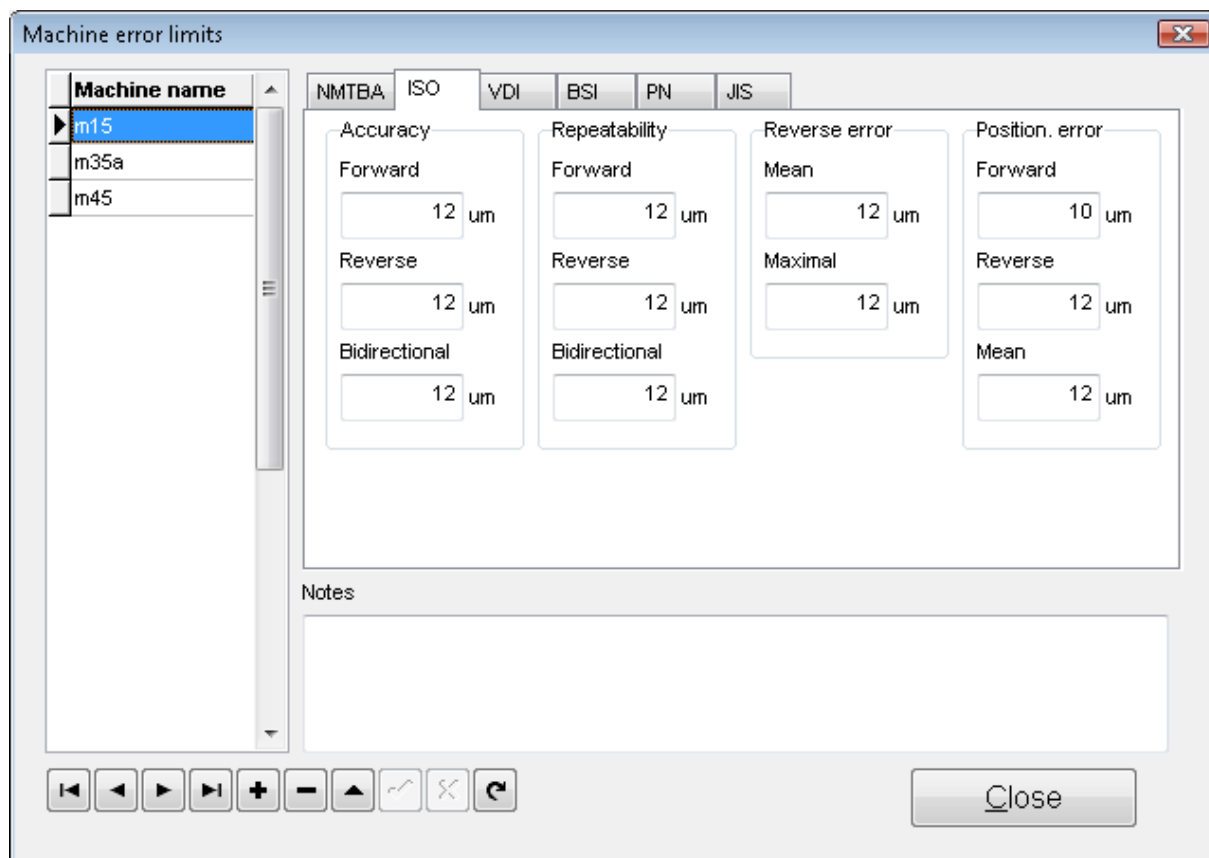 Machine error limits
Machine name
m15
m35a
m45
NMTBA ISO VDI BSI PN JIS
Accuracy Repeatability Reverse error Position. error
Forward Forward Mean Forward
12 um 12 um 12 um 10 um
Reverse Reverse Maximal Reverse
12 um 12 um 12 um 12 um
Bidirectional Bidirectional Mean
12 um 12 um 12 um
Notes
Close